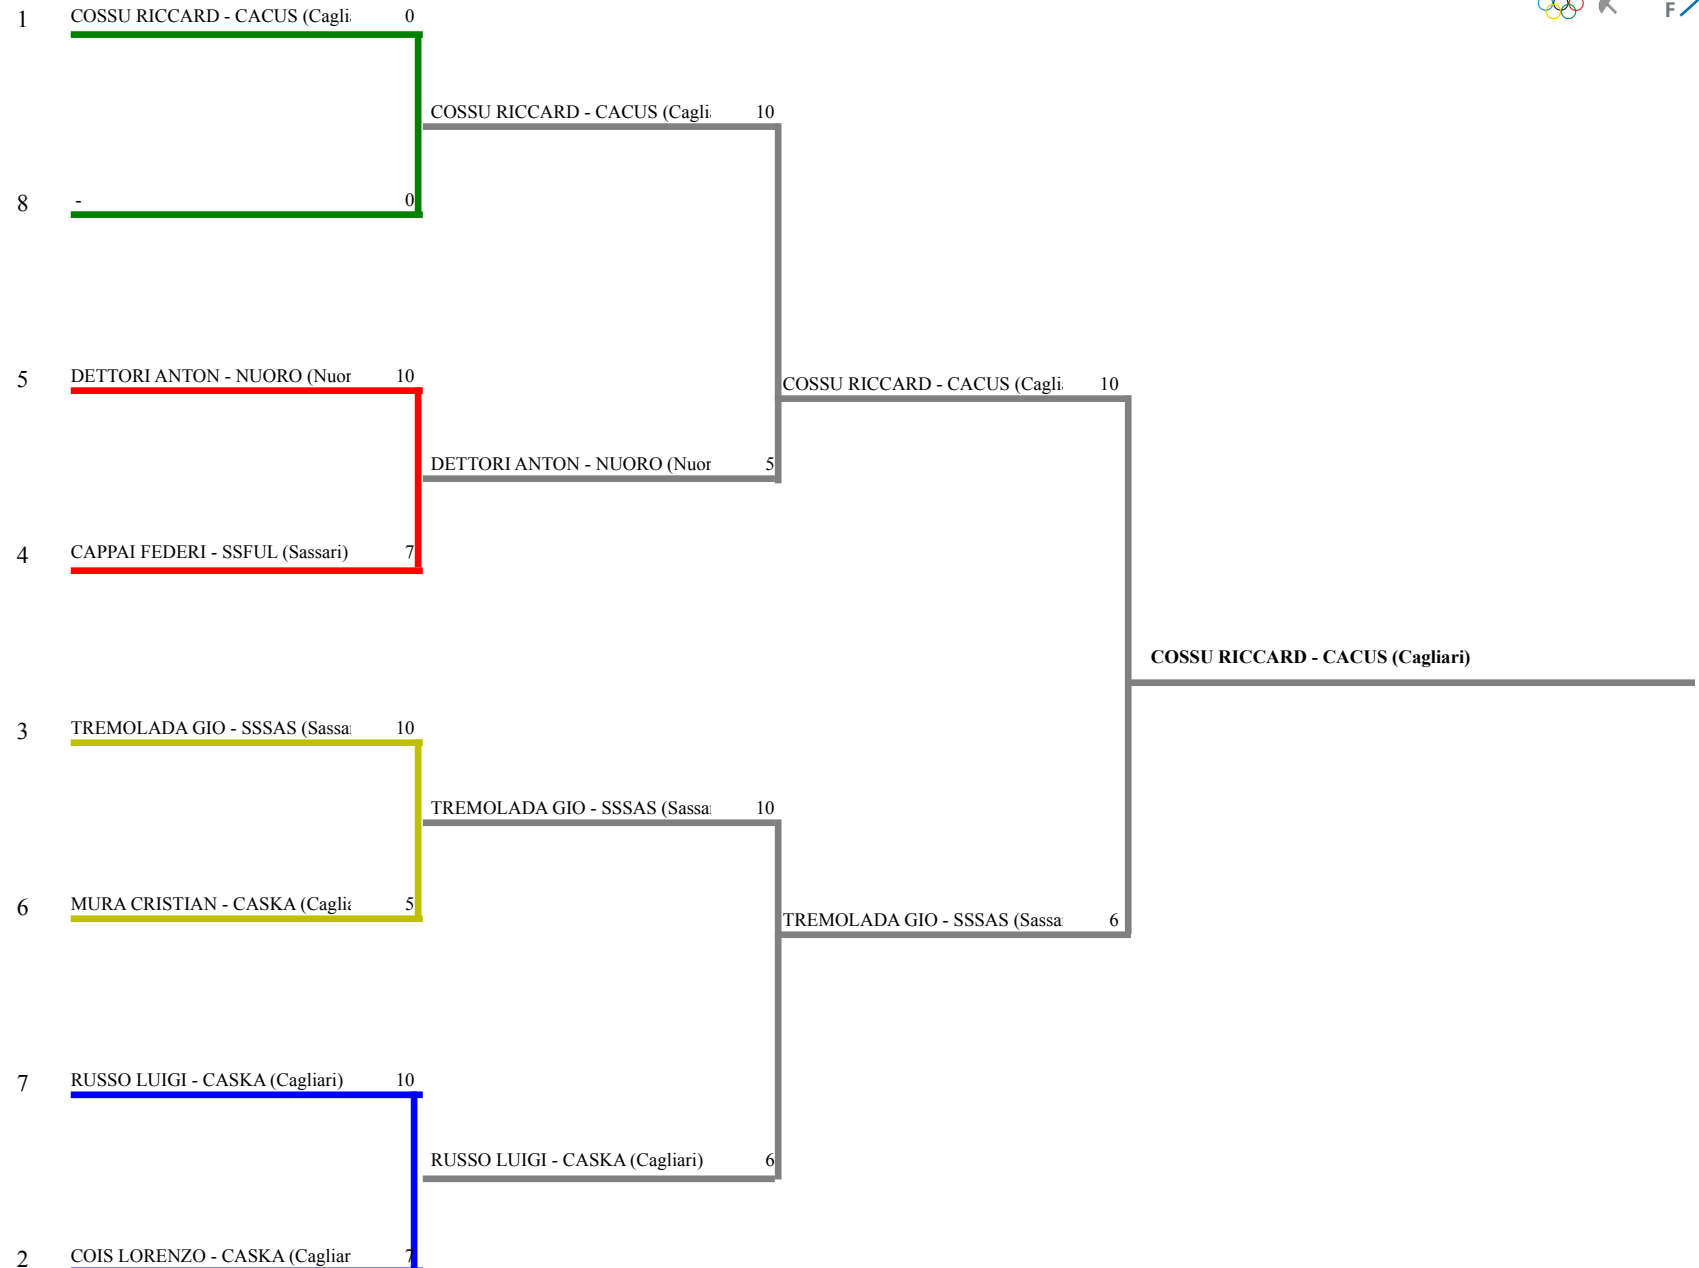 1 COSSU RICCARD - CACUS (Cagli 0
COSSU RICCARD - CACUS (Cagli 10
8 - 0
5 DETTORI ANTON - NUORO (Nuor 10
COSSU RICCARD - CACUS (Cagli 10
DETTORI ANTON - NUORO (Nuor 5
4 CAPPAI FEDERI - SSFUL (Sassari) 7
COSSU RICCARD - CACUS (Cagliari)
3 TREMOLADA GIO - SSSAS (Sassa 10
TREMOLADA GIO - SSSAS (Sassa 10
6 MURA CRISTIAN - CASKA (Caglia 5
TREMOLADA GIO - SSSAS (Sassa 6
7 RUSSO LUIGI - CASKA (Cagliari) 10
RUSSO LUIGI - CASKA (Cagliari) 6
2 COIS LORENZO - CASKA (Cagliar 7
F